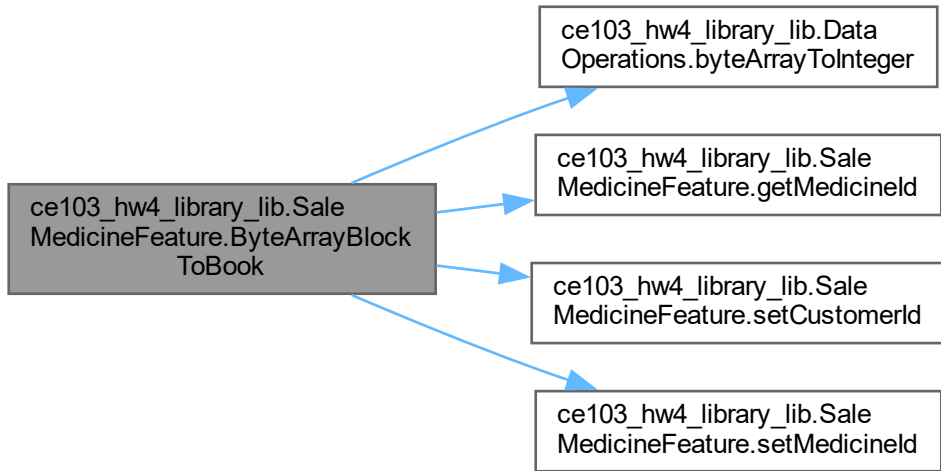 ce103_hw4_library_lib.Sale
MedicineFeature.ByteArrayBlock
ToBook
ce103_hw4_library_lib.Data
Operations.byteArrayToInteger
ce103_hw4_library_lib.Sale
MedicineFeature.getMedicineId
ce103_hw4_library_lib.Sale
MedicineFeature.setCustomerId
ce103_hw4_library_lib.Sale
MedicineFeature.setMedicineId